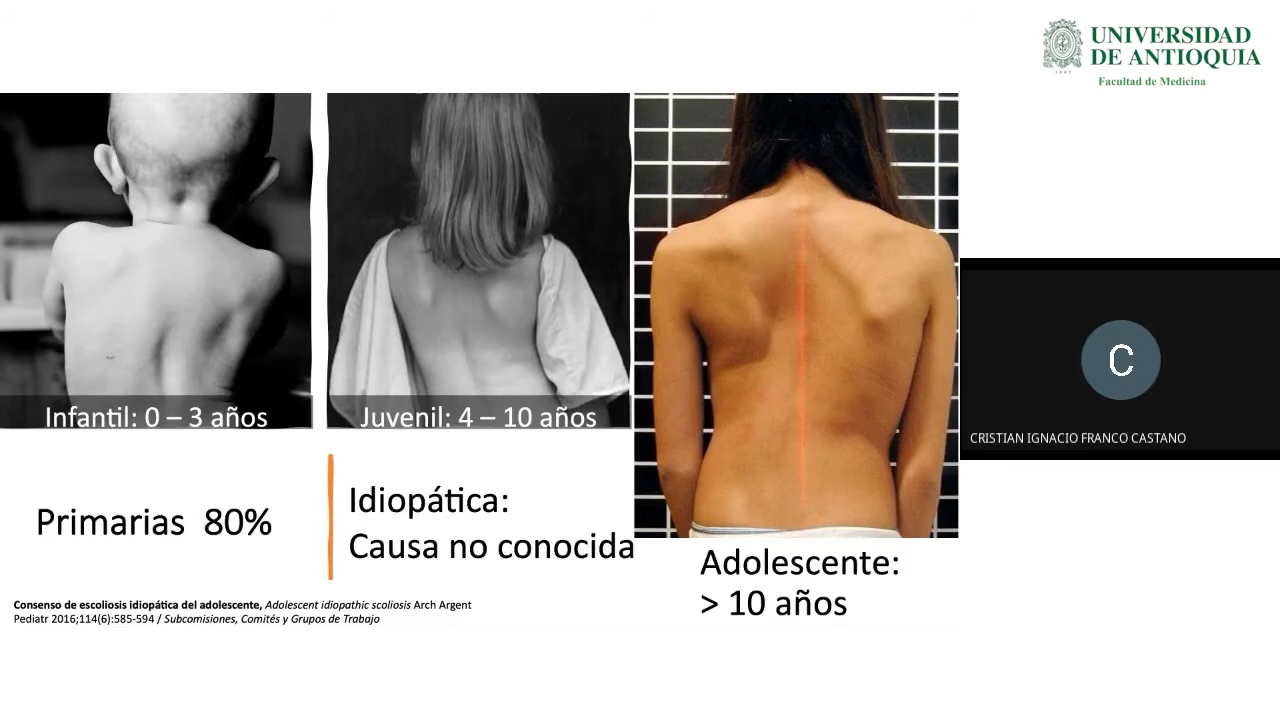 UNIVERSIDAD
DE ANTIOQUIA
1803
Facultad de Medicina
Infantil: 0 – 3 años
Juvenil: 4 – 10 años
Primarias 80%
Idiopática:
Causa no conocida
Adolescente:
> 10 años
Consenso de escoliosis idiopática del adolescente, Adolescent idiopathic scoliosis Arch Argent
Pediatr 2016;114(6):585-594 / Subcomisiones, Comités y Grupos de Trabajo
C
CRISTIAN IGNACIO FRANCO CASTANO